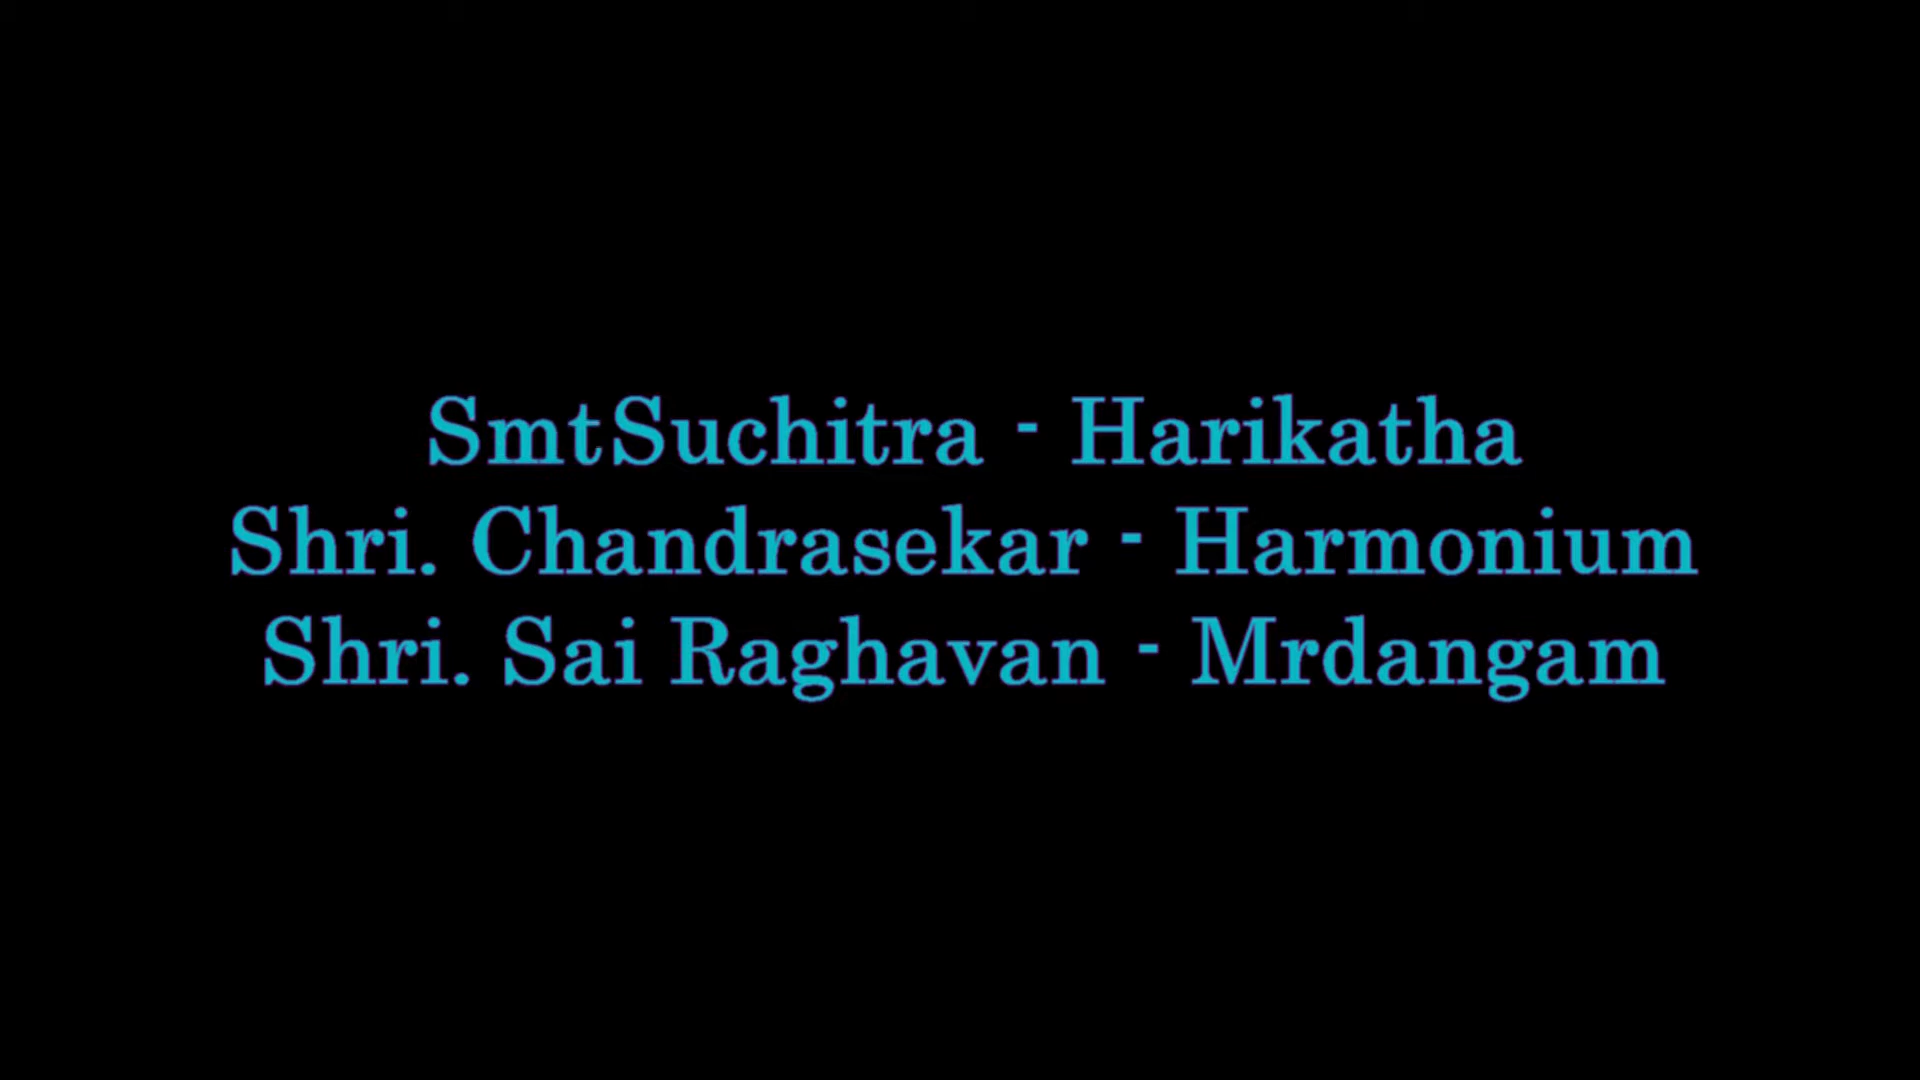 SmtSuchitra - Harikatha
Shri. Chandrasekar - Harmonium
Shri. Sai Raghavan - Mrdangam